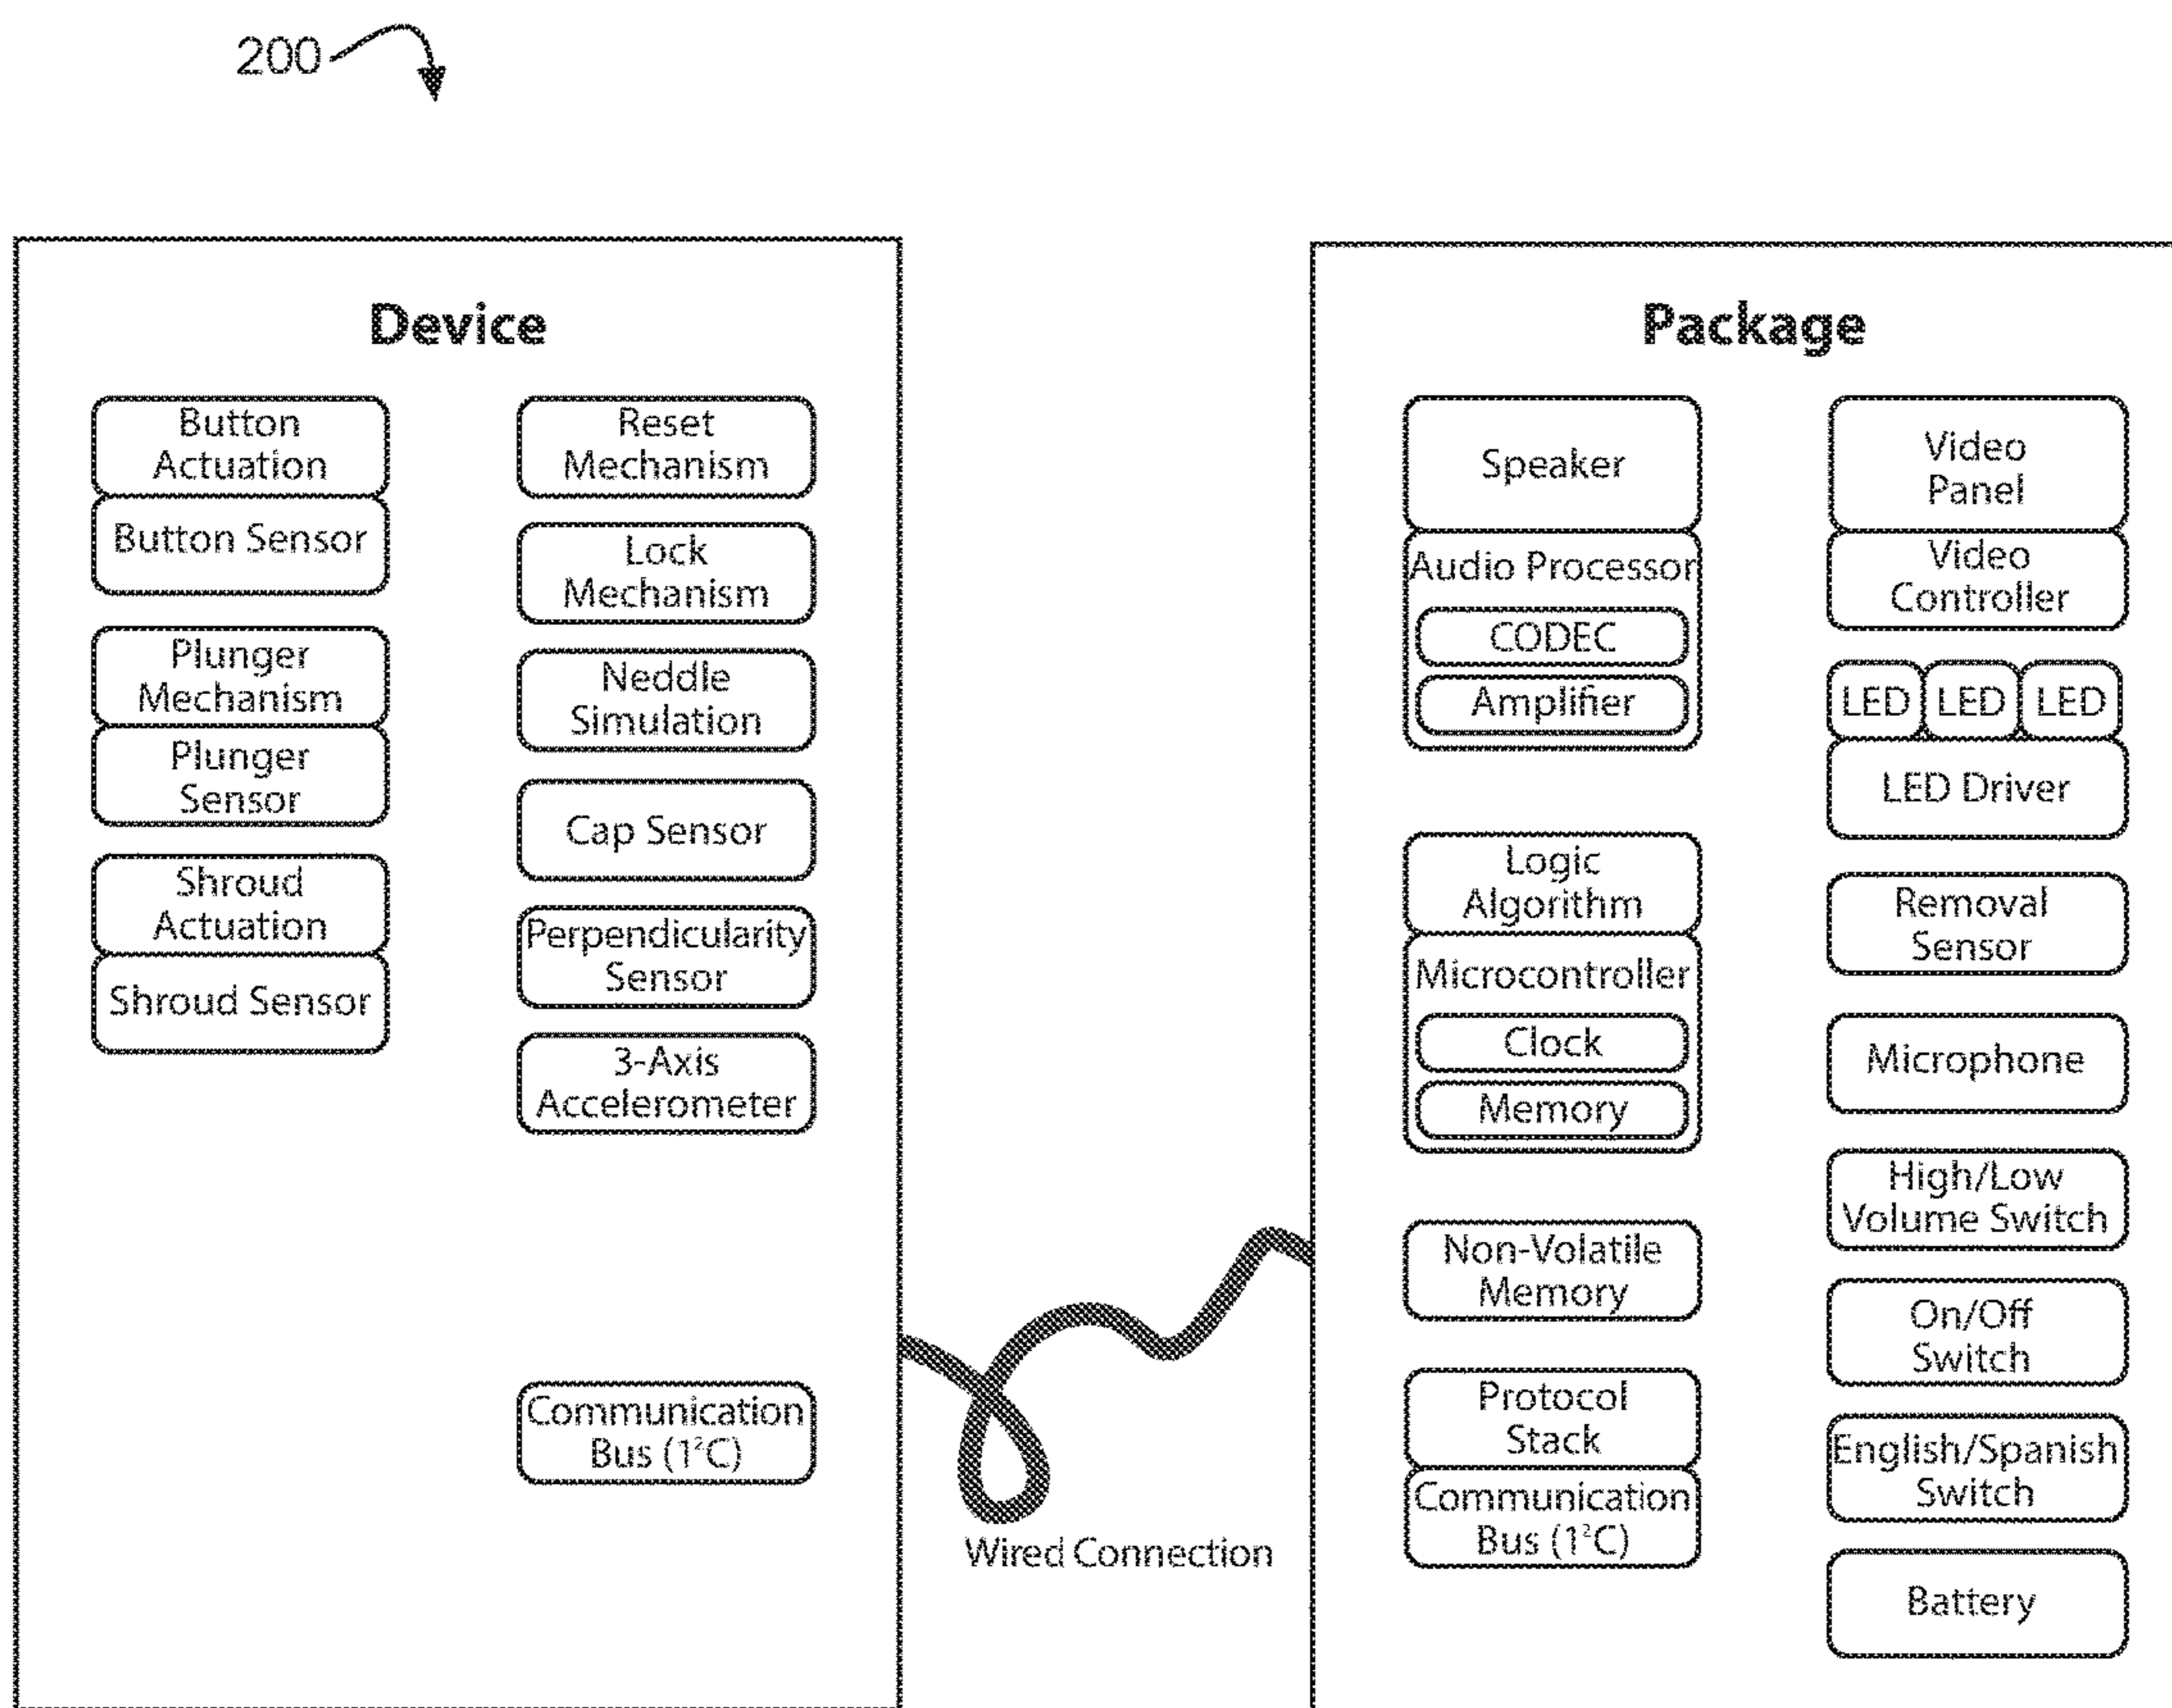 200
Device
Button
Actuation
Button Sensor
Plunger
Mechanism
Plunger
Sensor
Shroud
Actuation
Shroud Sensor
Reset
Mechanism
Lock
Mechanism
Neddle
Simulation
Cap Sensor
Perpendicularity
Sensor
3-Axis
Accelerometer
Communication
Bus (1²C)
Wired Connection
Package
Speaker
Audio Processor
CODEC
Amplifier
Logic
Algorithm
Microcontroller
Clock
Memory
Non-Volatile
Memory
Protocol
Stack
Communication
Bus (1²C)
Video
Panel
Video
Controller
LED LED LED
LED Driver
Removal
Sensor
Microphone
High/Low
Volume Switch
On/Off
Switch
English/Spanish
Switch
Battery